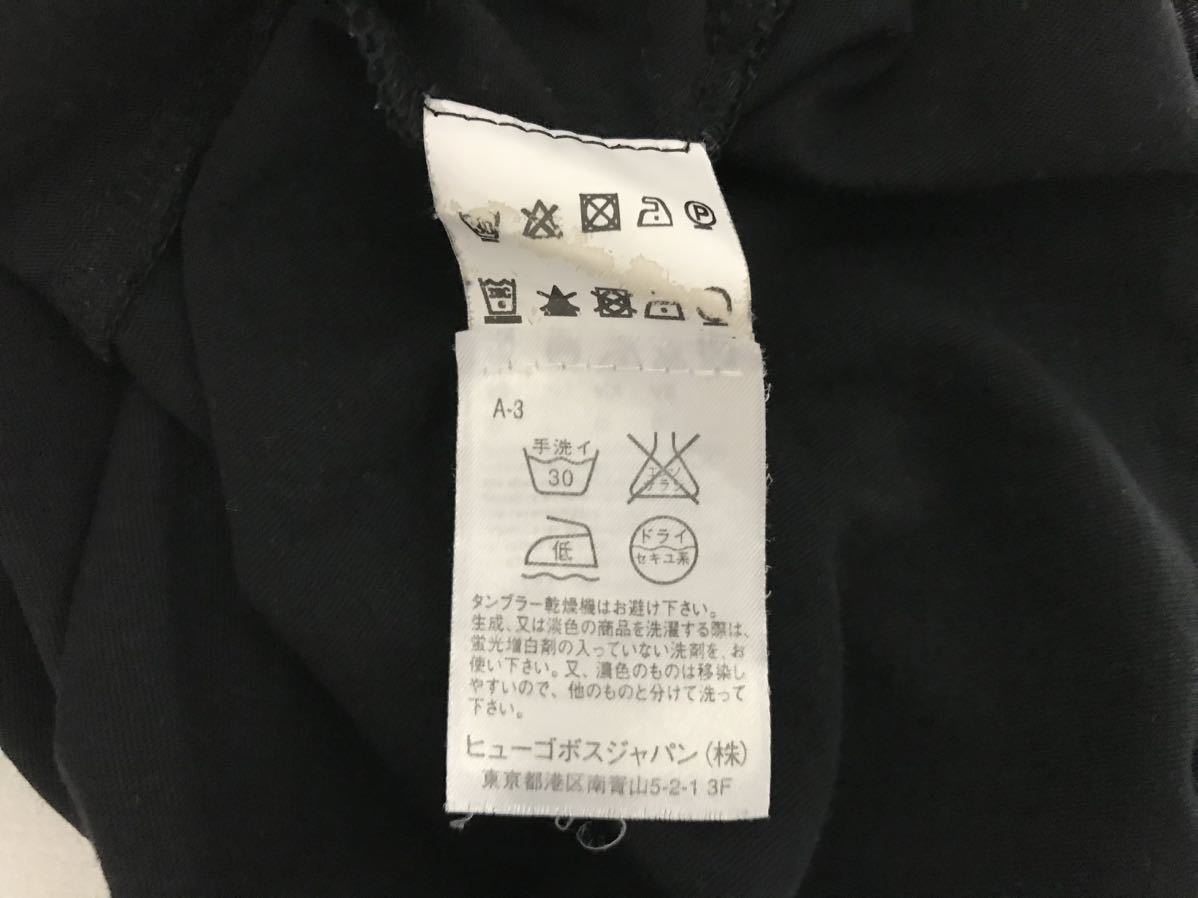 P
A-3
手洗イ
30
エンソ
サラシ
低
ドライ
セキユ系
タンブラー乾燥機はお避け下さい。
生成、又は淡色の商品を洗濯する際は、
蛍光増白剤の入っていない洗剤を、お
使い下さい。又、濃色のものは移染し
やすいので、他のものと分けて洗って
下さい。
ヒューゴボスジャパン(株)
東京都港区南青山5-2-1 3F